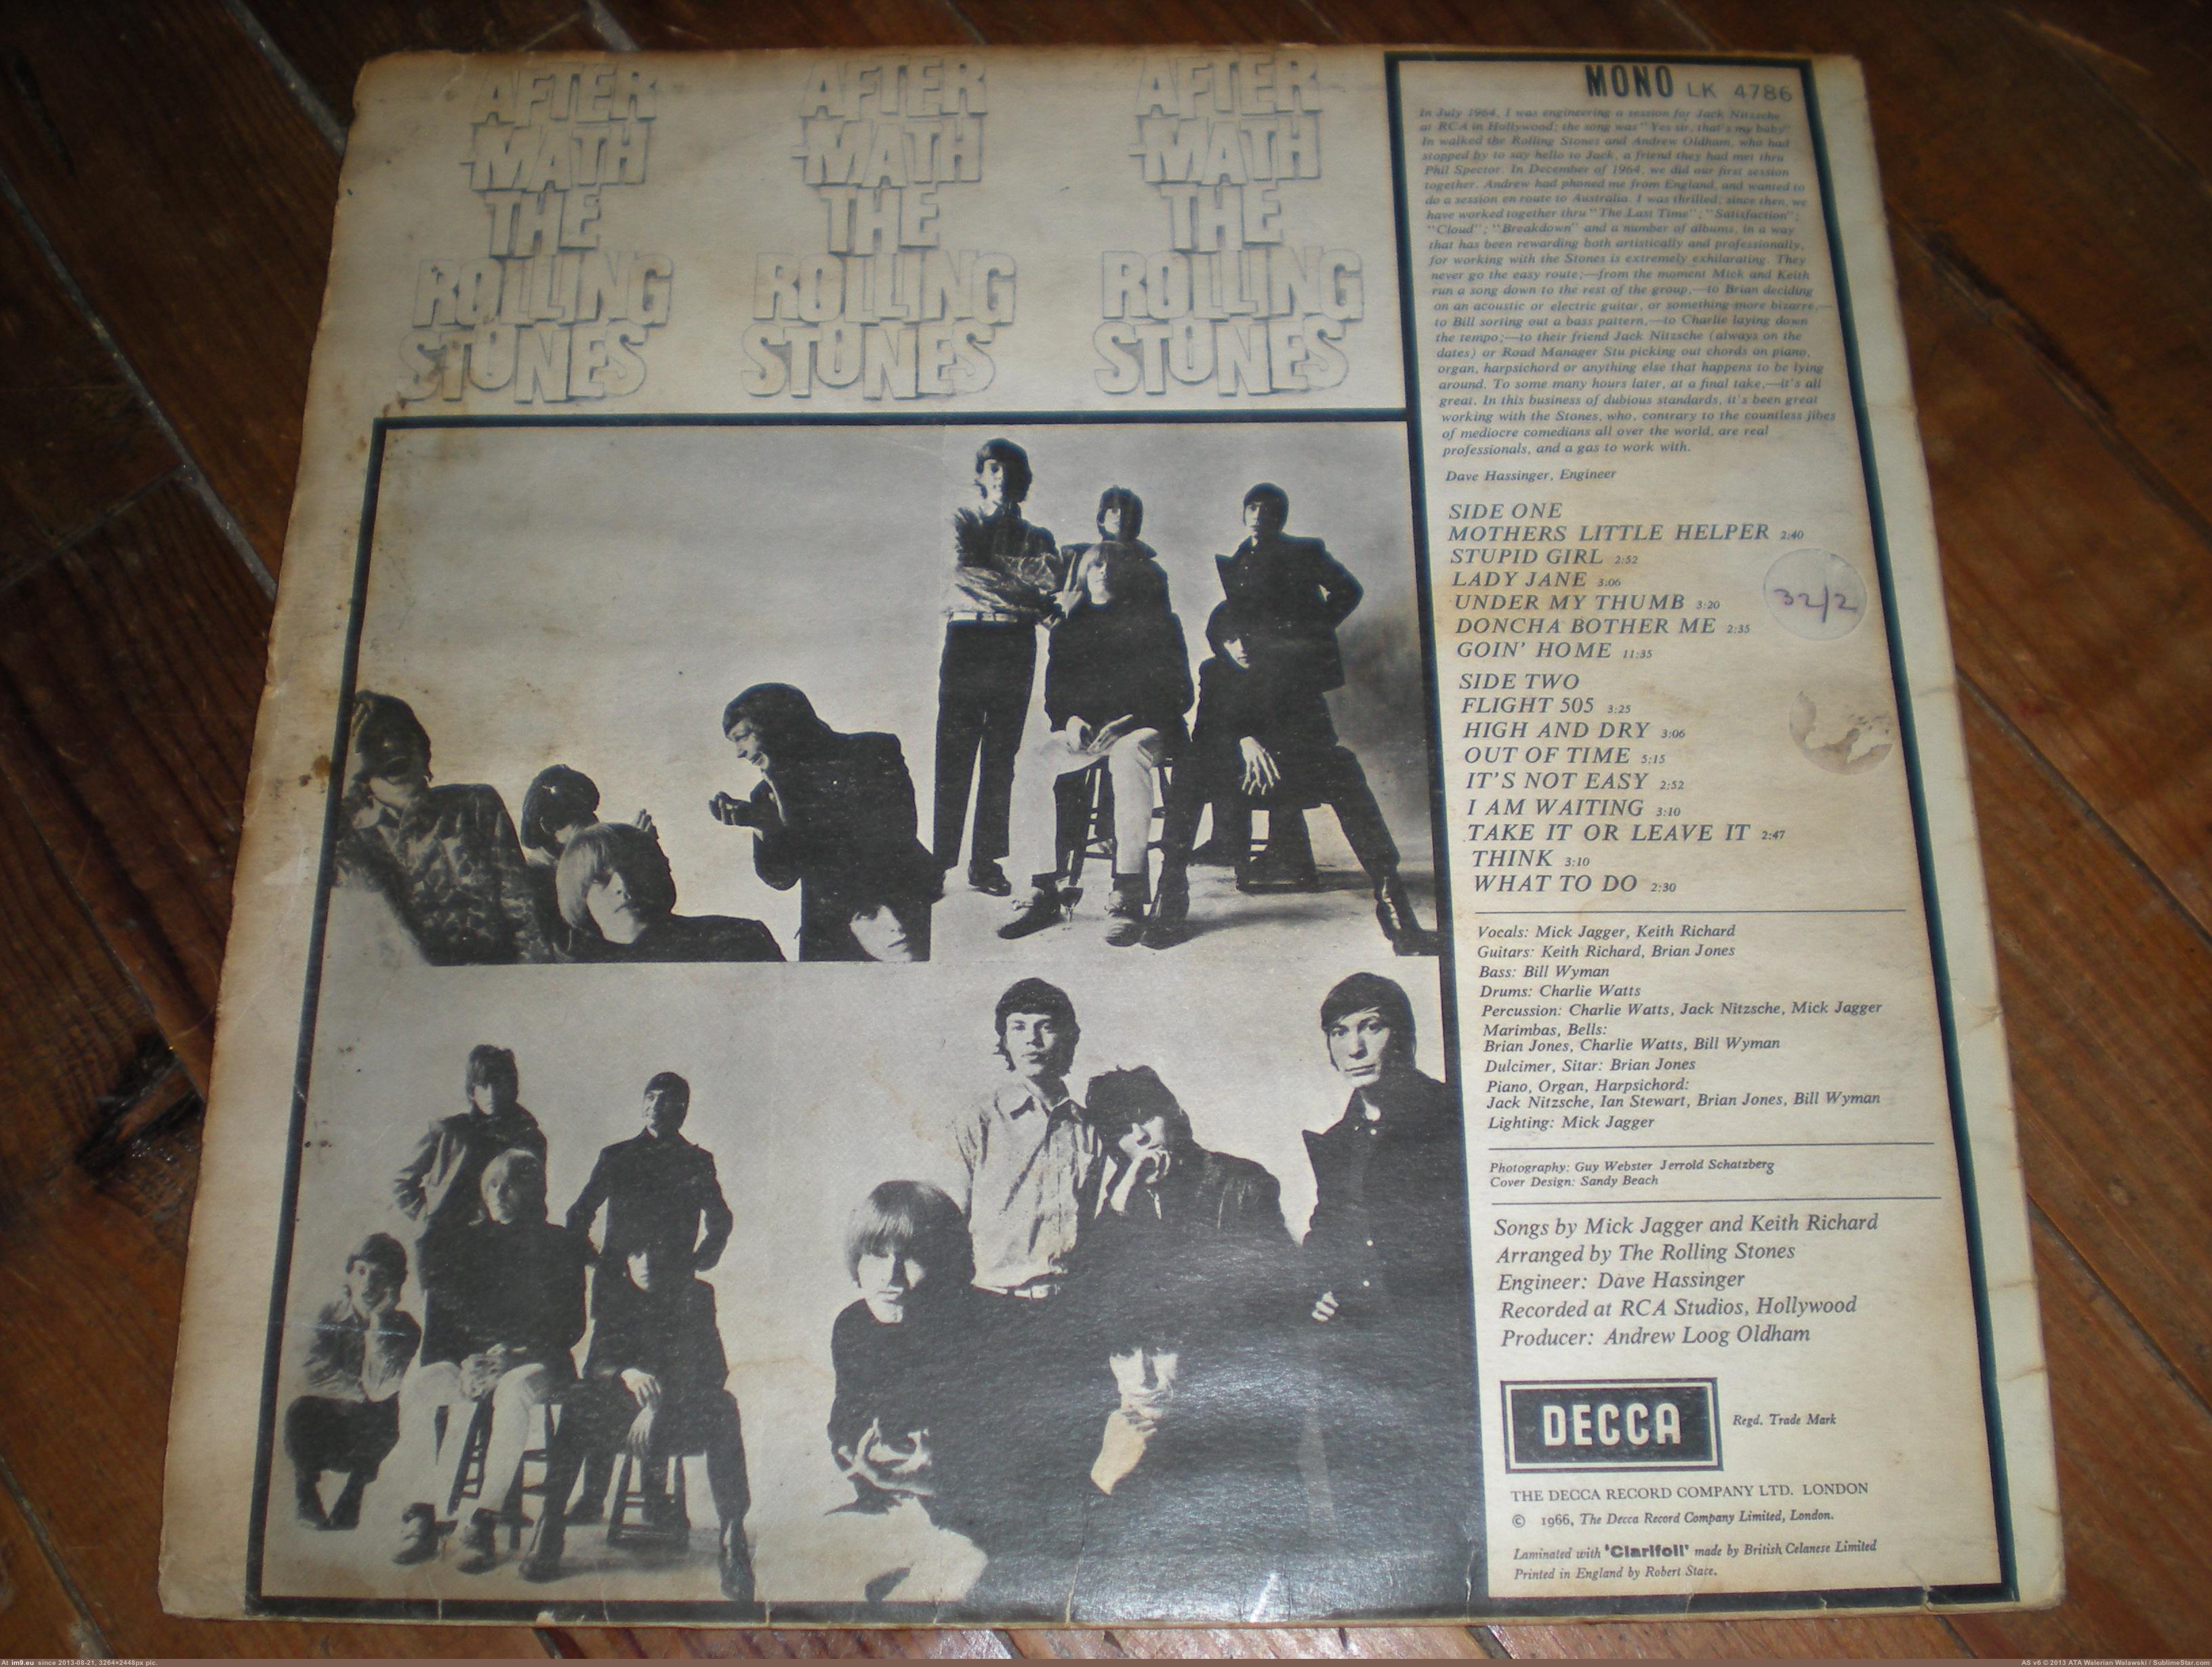 AFTER
MATH
THE
ROLLING
STONES
AFTER
MATH
THE
ROLLING
STONES
AFTER
MATH
THE
ROLLING
STONES
MONO LK 4786
In July 1964, I was engineering a session for Jack Nitzsche
at RCA in Hollywood; the song was "Yes sir, that's my baby"
In walked the Rolling Stones and Andrew Oldham, who had
stopped by to say hello to Jack, a friend they had met thru
Phil Spector. In December of 1964, we did our first session
together. Andrew had phoned me from England, and wanted to
do a session en route to Australia. I was thrilled, since then, we
have worked together thru "The Last Time"; "Satisfaction";
"Cloud"; "Breakdown" and a number of albums, in a way
that has been rewarding both artistically and professionally,
for working with the Stones is extremely exhilarating. They
never go the easy route;—from the moment Mick and Keith
run a song down to the rest of the group,—to Brian deciding
on an acoustic or electric guitar, or something more bizarre,—
to Bill sorting out a bass pattern,—to Charlie laying down
the tempo;—to their friend Jack Nitzsche (always on the
dates) or Road Manager Stu picking out chords on piano,
organ, harpsichord or anything else that happens to be lying
around. To some many hours later, at a final take,—it's all
great. In this business of dubious standards, it's been great
working with the Stones, who, contrary to the countless jibes
of mediocre comedians all over the world, are real
professionals, and a gas to work with.
Dave Hassinger, Engineer
SIDE ONE
MOTHERS LITTLE HELPER 2:40
STUPID GIRL 2:52
LADY JANE 3:06
UNDER MY THUMB 3:20
32/2
DONCHA BOTHER ME 2:35
GOIN' HOME 11:35
SIDE TWO
FLIGHT 505 3:25
HIGH AND DRY 3:06
OUT OF TIME 5:15
IT'S NOT EASY 2:52
I AM WAITING 3:10
TAKE IT OR LEAVE IT 2:47
THINK 3:10
WHAT TO DO 2:30
Vocals: Mick Jagger, Keith Richard
Guitars: Keith Richard, Brian Jones
Bass: Bill Wyman
Drums: Charlie Watts
Percussion: Charlie Watts, Jack Nitzsche, Mick Jagger
Marimbas, Bells:
Brian Jones, Charlie Watts, Bill Wyman
Dulcimer, Sitar: Brian Jones
Piano, Organ, Harpsichord:
Jack Nitzsche, Ian Stewart, Brian Jones, Bill Wyman
Lighting: Mick Jagger
Photography: Guy Webster Jerrold Schatzberg
Cover Design: Sandy Beach
Songs by Mick Jagger and Keith Richard
Arranged by The Rolling Stones
Engineer: Dave Hassinger
Recorded at RCA Studios, Hollywood
Producer: Andrew Loog Oldham
DECCA Regd. Trade Mark
THE DECCA RECORD COMPANY LTD. LONDON
© 1966, The Decca Record Company Limited, London.
Laminated with 'Clarifoil' made by British Celanese Limited
Printed in England by Robert Stace.
At im9.eu since 2013-08-21, 3264×2448px pic.
AS v6 © 2013 ATA Walerian Walawski / SublimeStar.com